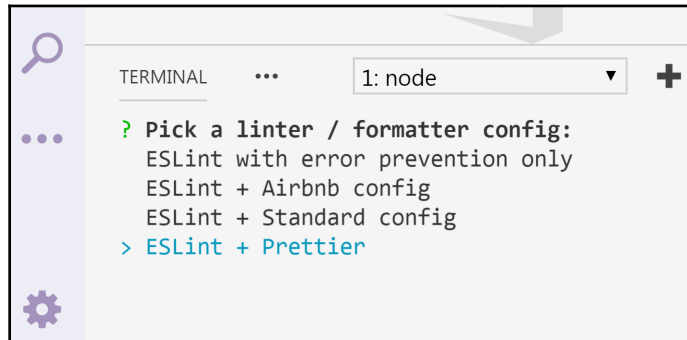 TERMINAL ••• 1: node
? Pick a linter / formatter config:
ESLint with error prevention only
ESLint + Airbnb config
ESLint + Standard config
> ESLint + Prettier